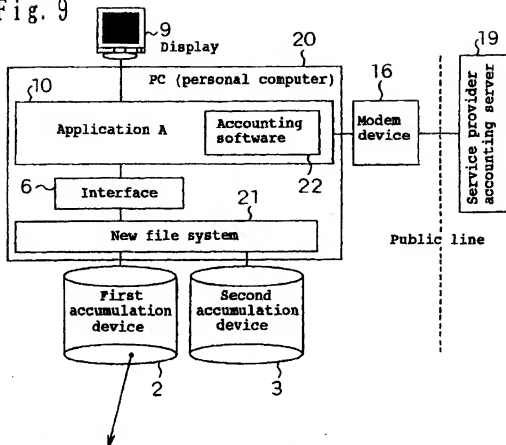 Fig. 9
9
Display
20
19
PC (personal computer)
10
16
Application A
Accounting
software
Modem
device
Service provider
accounting server
22
6
Interface
21
New file system
Public line
First
accumulation
device
Second
accumulation
device
2
3